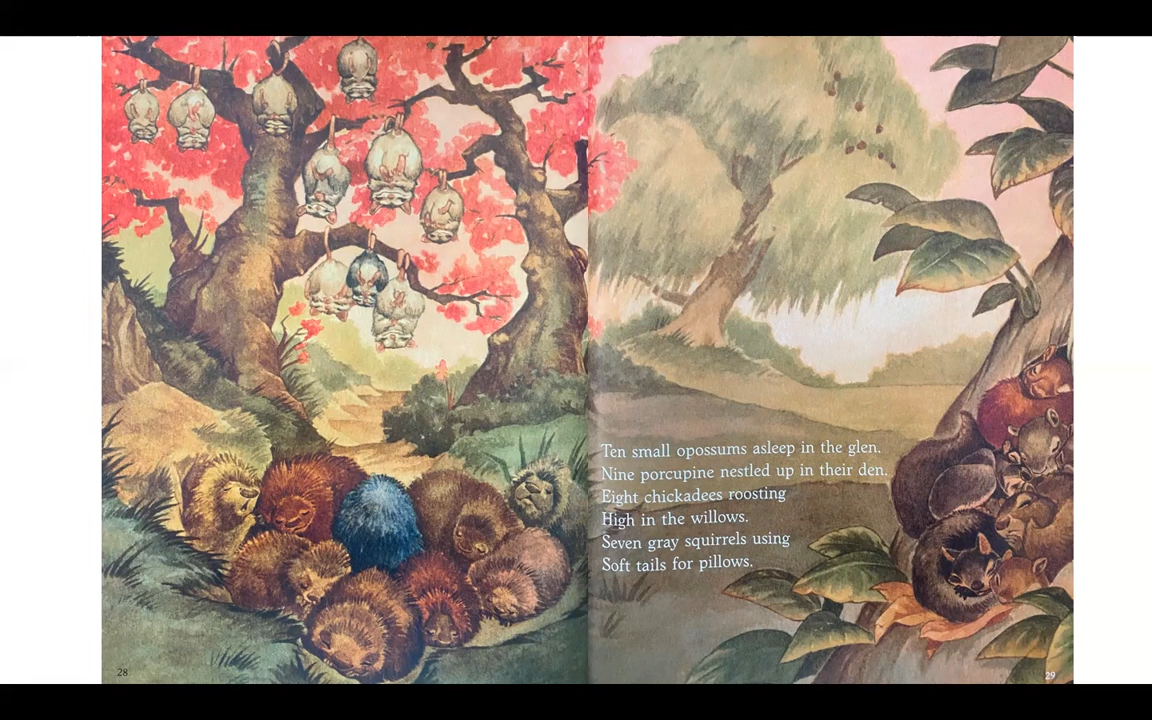 Ten small opossums asleep in the glen.
Nine porcupine nestled up in their den.
Eight chickadees roosting
High in the willows.
Seven gray squirrels using
Soft tails for pillows.
28
29